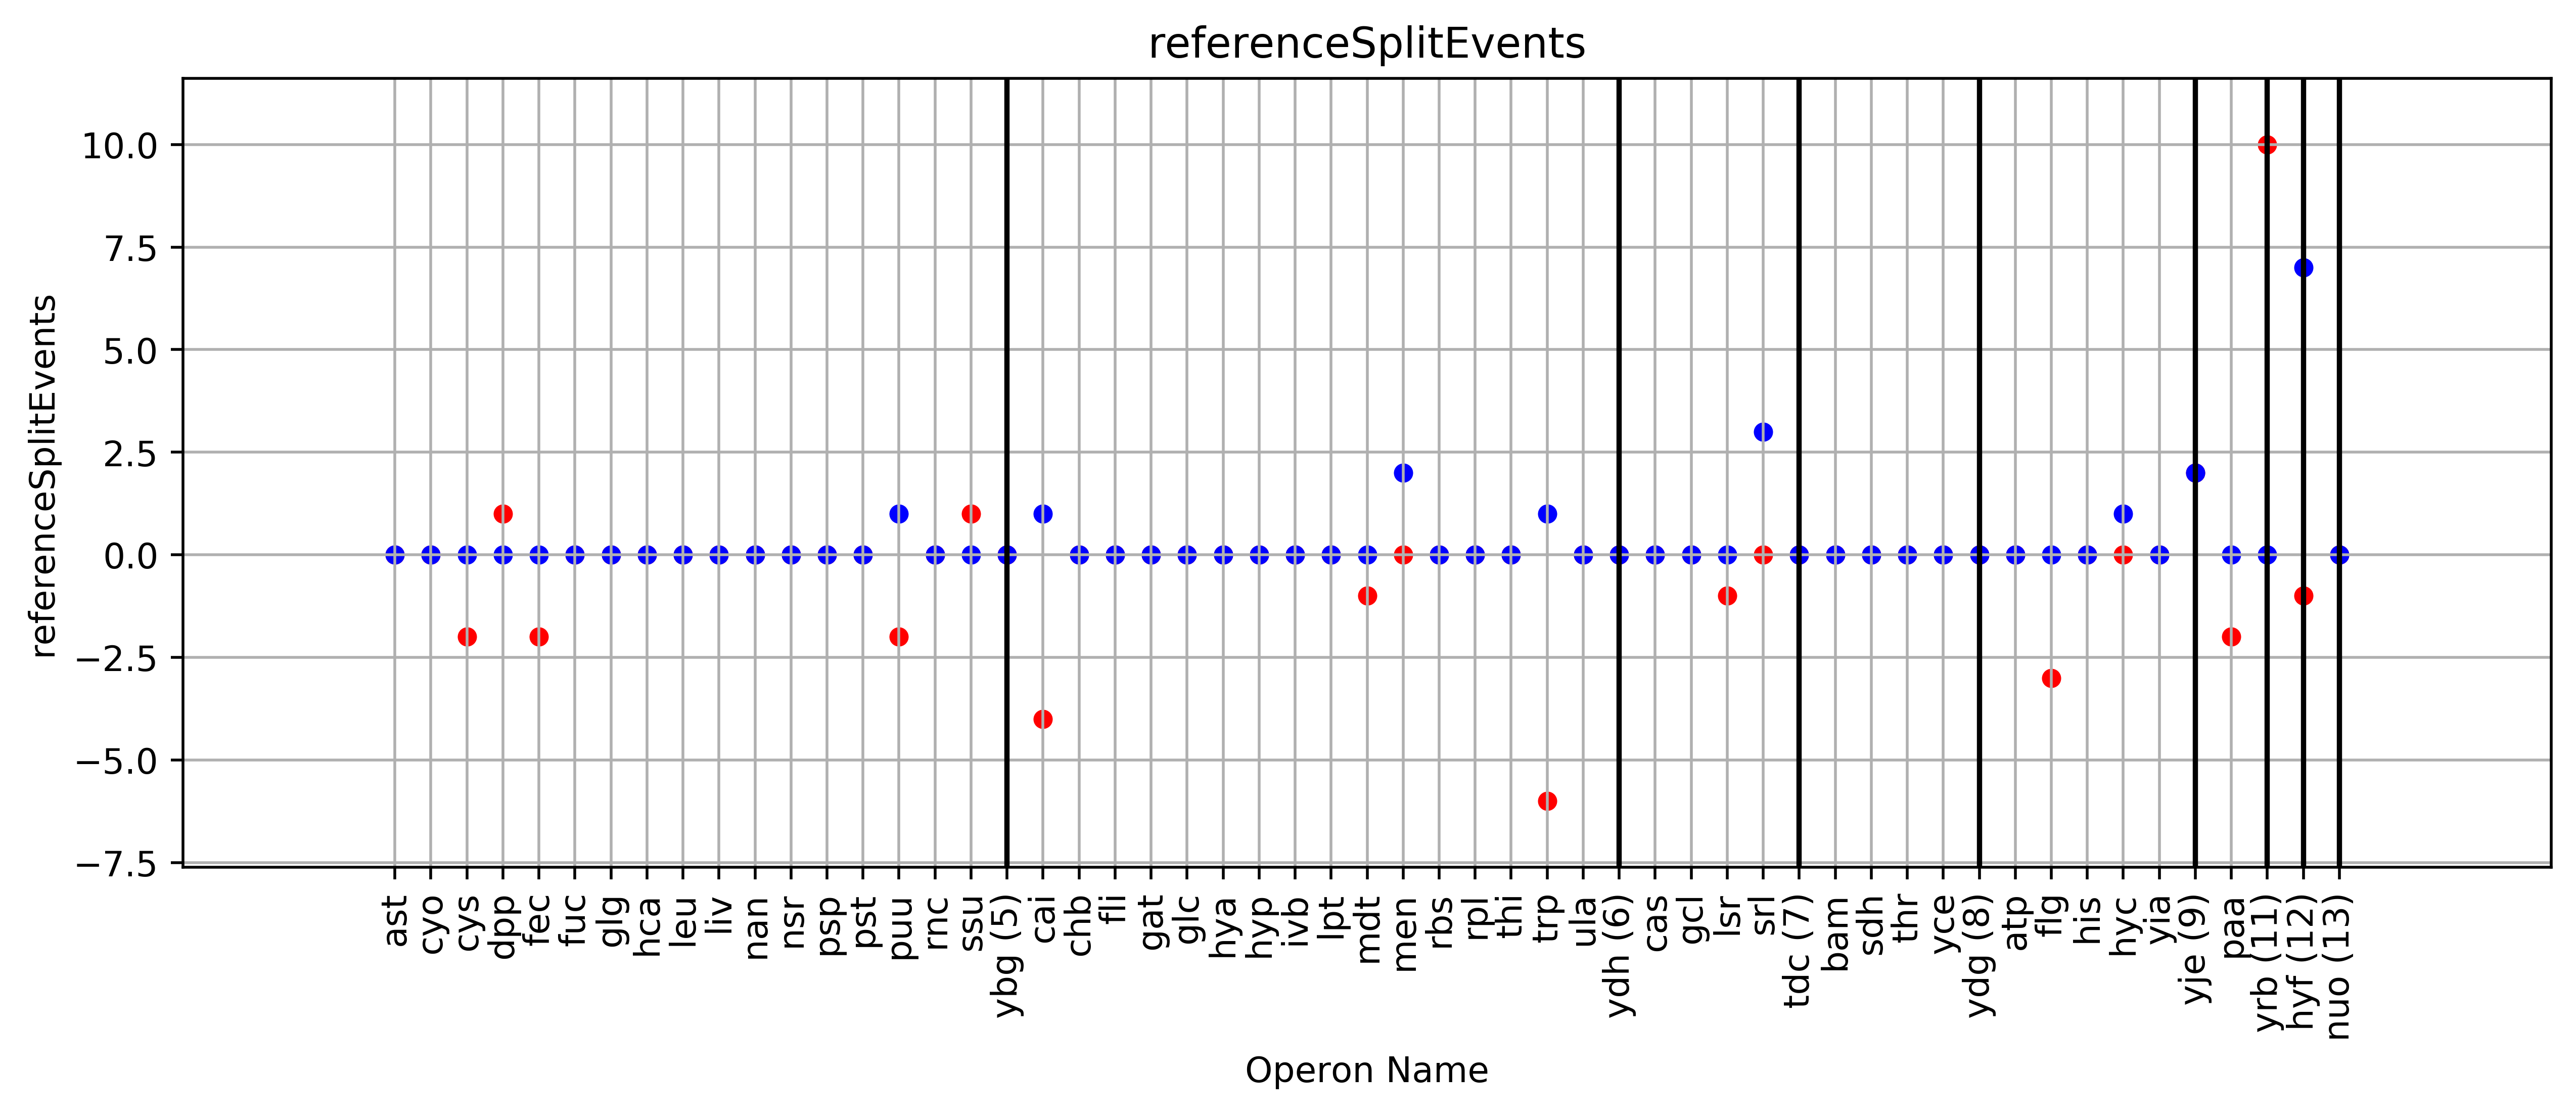 referenceSplitEvents
referenceSplitEvents
10.0
7.5
5.0
2.5
0.0
−2.5
−5.0
−7.5
ast
cyo
cys
dpp
fec
fuc
glg
hca
leu
liv
nan
nsr
psp
pst
puu
rnc
ssu
ybg (5)
cai
chb
fli
gat
glc
hya
hyp
ivb
lpt
mdt
men
rbs
rpl
thi
trp
ula
ydh (6)
cas
gcl
lsr
srl
tdc (7)
bam
sdh
thr
yce
ydg (8)
atp
flg
his
hyc
yia
yje (9)
paa
yrb (11)
hyf (12)
nuo (13)
Operon Name